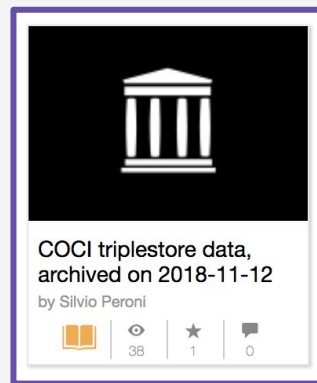 COCI triplestore data,
archived on 2018-11-12
by Silvio Peroni
38 1 0